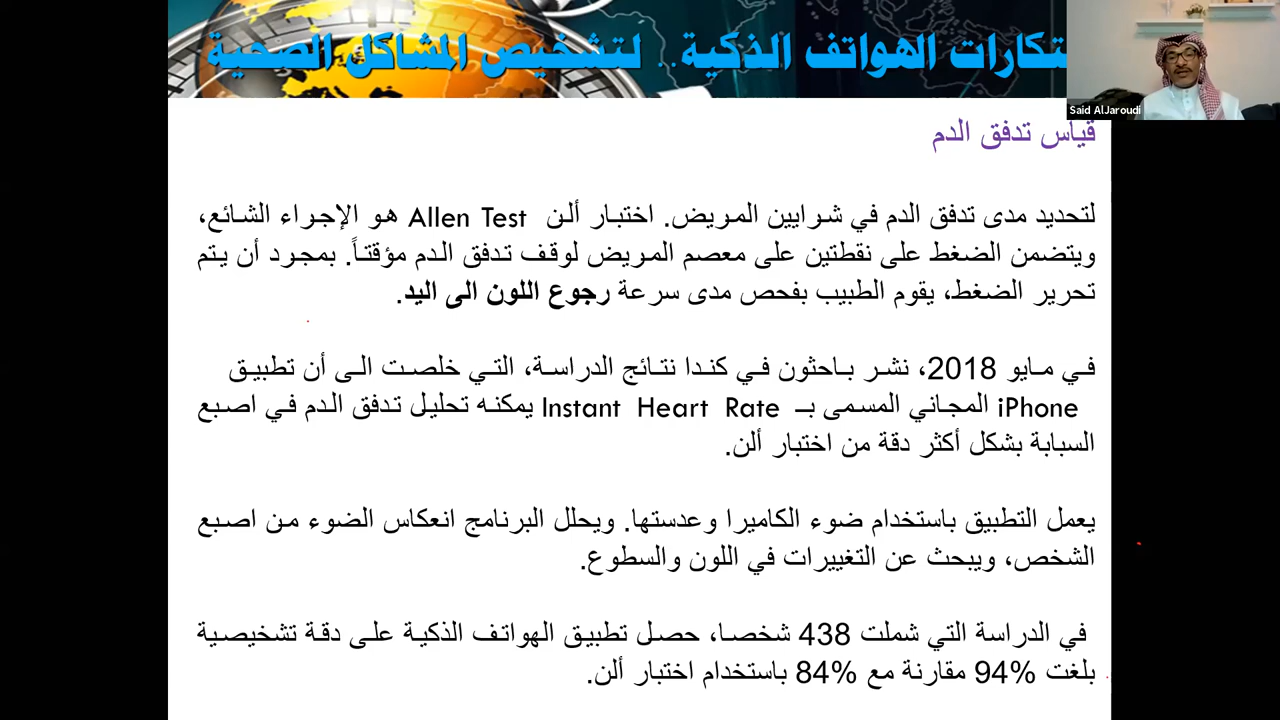 تكارات الهواتف الذكية.. لتشخيص المشاكل الصحية
Said AlJaroudi
قياس تدفق الدم
لتحديد مدى تدفق الدم في شرايين المريض. اختبار ألن Allen Test هو الإجراء الشائع،
ويتضمن الضغط على نقطتين على معصم المريض لوقف تدفق الدم مؤقتاً. بمجرد أن يتم
تحرير الضغط، يقوم الطبيب بفحص مدى سرعة رجوع اللون الى اليد.
في مايو 2018، نشر باحثون في كندا نتائج الدراسة، التي خلصت الى أن تطبيق
iPhone المجاني المسمى بـ Instant Heart Rate يمكنه تحليل تدفق الدم في اصبع
السبابة بشكل أكثر دقة من اختبار ألن.
يعمل التطبيق باستخدام ضوء الكاميرا وعدستها. ويحلل البرنامج انعكاس الضوء من اصبع
الشخص، ويبحث عن التغييرات في اللون والسطوع.
في الدراسة التي شملت 438 شخصا، حصل تطبيق الهواتف الذكية على دقة تشخيصية
بلغت 94% مقارنة مع 84% باستخدام اختبار ألن.